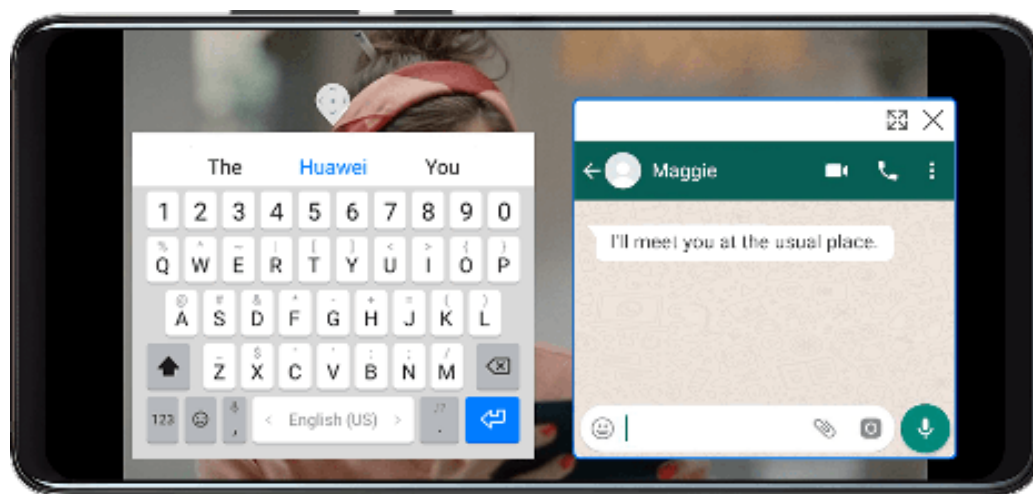 The Huawei You
1 2 3 4 5 6 7 8 9 0
Q W E R T Y U I O P
A S D F G H J K L
Z X C V B N M
123 , < English (US) > .
Maggie
I'll meet you at the usual place.